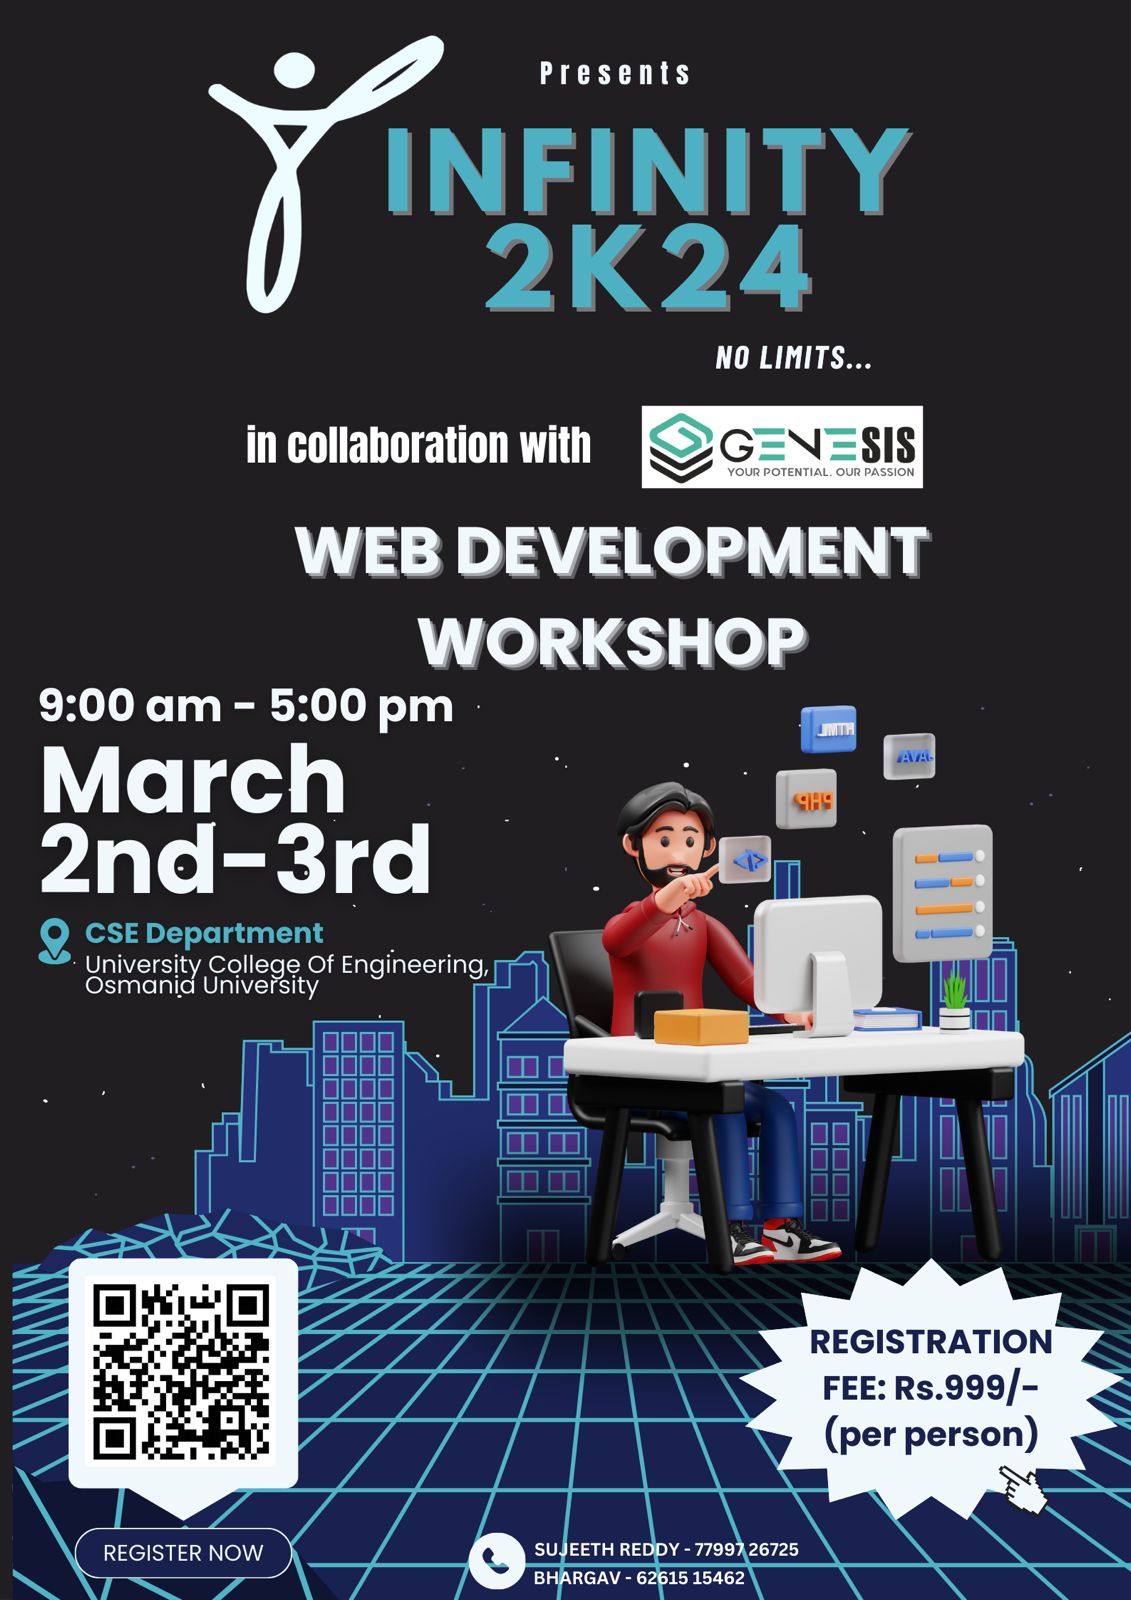 Presents
INFINITY
2K24
NO LIMITS...
in collaboration with
GENESIS
YOUR POTENTIAL. OUR PASSION
WEB DEVELOPMENT
WORKSHOP
9:00 am - 5:00 pm
March
2nd-3rd
CSE Department
University College Of Engineering,
Osmania University
HTML
JAVA
PHP
</>
REGISTRATION
FEE: Rs.999/-
(per person)
REGISTER NOW
SUJEETH REDDY - 77997 26725
BHARGAV - 62615 15462